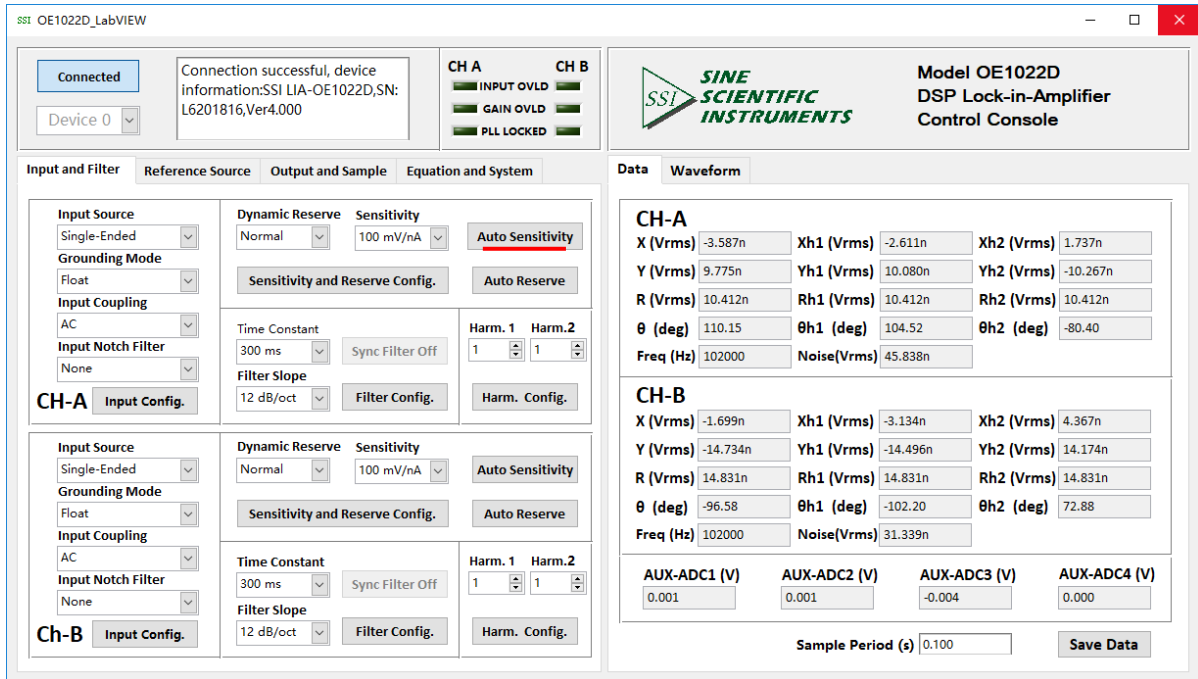 SSI OE1022D_LabVIEW
Connected
Device 0
Connection successful, device
information:SSI LIA-OE1022D,SN:
L6201816,Ver4.000
CH A CH B
INPUT OVLD
GAIN OVLD
PLL LOCKED
SSI
SINE
SCIENTIFIC
INSTRUMENTS
Model OE1022D
DSP Lock-in-Amplifier
Control Console
Input and Filter Reference Source Output and Sample Equation and System
Input Source
Single-Ended
Grounding Mode
Float
Input Coupling
AC
Input Notch Filter
None
CH-A Input Config.
Dynamic Reserve Sensitivity
Normal 100 mV/nA Auto Sensitivity
Sensitivity and Reserve Config. Auto Reserve
Time Constant
300 ms Sync Filter Off
Filter Slope
12 dB/oct Filter Config.
Harm. 1 Harm.2
1 1
Harm. Config.
Input Source
Single-Ended
Grounding Mode
Float
Input Coupling
AC
Input Notch Filter
None
Ch-B Input Config.
Dynamic Reserve Sensitivity
Normal 100 mV/nA Auto Sensitivity
Sensitivity and Reserve Config. Auto Reserve
Time Constant
300 ms Sync Filter Off
Filter Slope
12 dB/oct Filter Config.
Harm. 1 Harm.2
1 1
Harm. Config.
Data Waveform
CH-A
X (Vrms) -3.587n Xh1 (Vrms) -2.611n Xh2 (Vrms) 1.737n
Y (Vrms) 9.775n Yh1 (Vrms) 10.080n Yh2 (Vrms) -10.267n
R (Vrms) 10.412n Rh1 (Vrms) 10.412n Rh2 (Vrms) 10.412n
θ (deg) 110.15 θh1 (deg) 104.52 θh2 (deg) -80.40
Freq (Hz) 102000 Noise(Vrms) 45.838n
CH-B
X (Vrms) -1.699n Xh1 (Vrms) -3.134n Xh2 (Vrms) 4.367n
Y (Vrms) -14.734n Yh1 (Vrms) -14.496n Yh2 (Vrms) 14.174n
R (Vrms) 14.831n Rh1 (Vrms) 14.831n Rh2 (Vrms) 14.831n
θ (deg) -96.58 θh1 (deg) -102.20 θh2 (deg) 72.88
Freq (Hz) 102000 Noise(Vrms) 31.339n
AUX-ADC1 (V) AUX-ADC2 (V) AUX-ADC3 (V) AUX-ADC4 (V)
0.001 0.001 -0.004 0.000
Sample Period (s) 0.100 Save Data